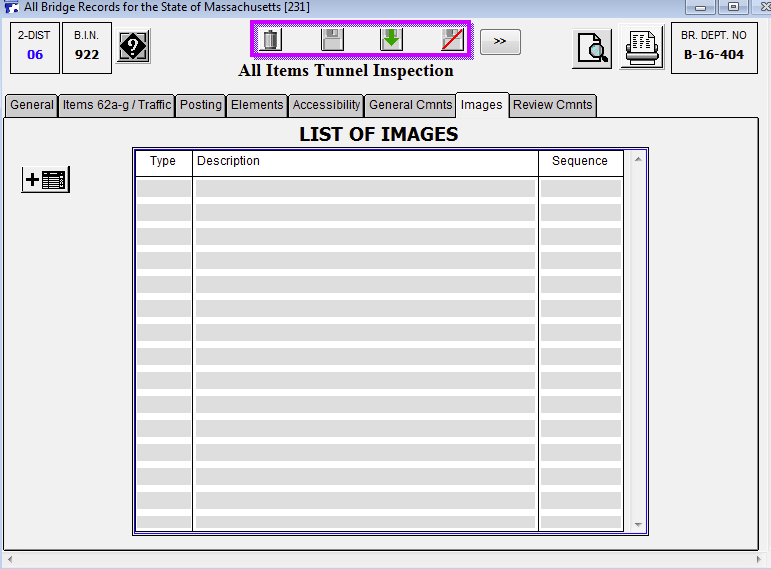 All Bridge Records for the State of Massachusetts [231]
2-DIST
06
B.I.N.
922
?
>>
BR. DEPT. NO
B-16-404
All Items Tunnel Inspection
General
Items 62a-g / Traffic
Posting
Elements
Accessibility
General Cmnts
Images
Review Cmnts
LIST OF IMAGES
Type
Description
Sequence
+